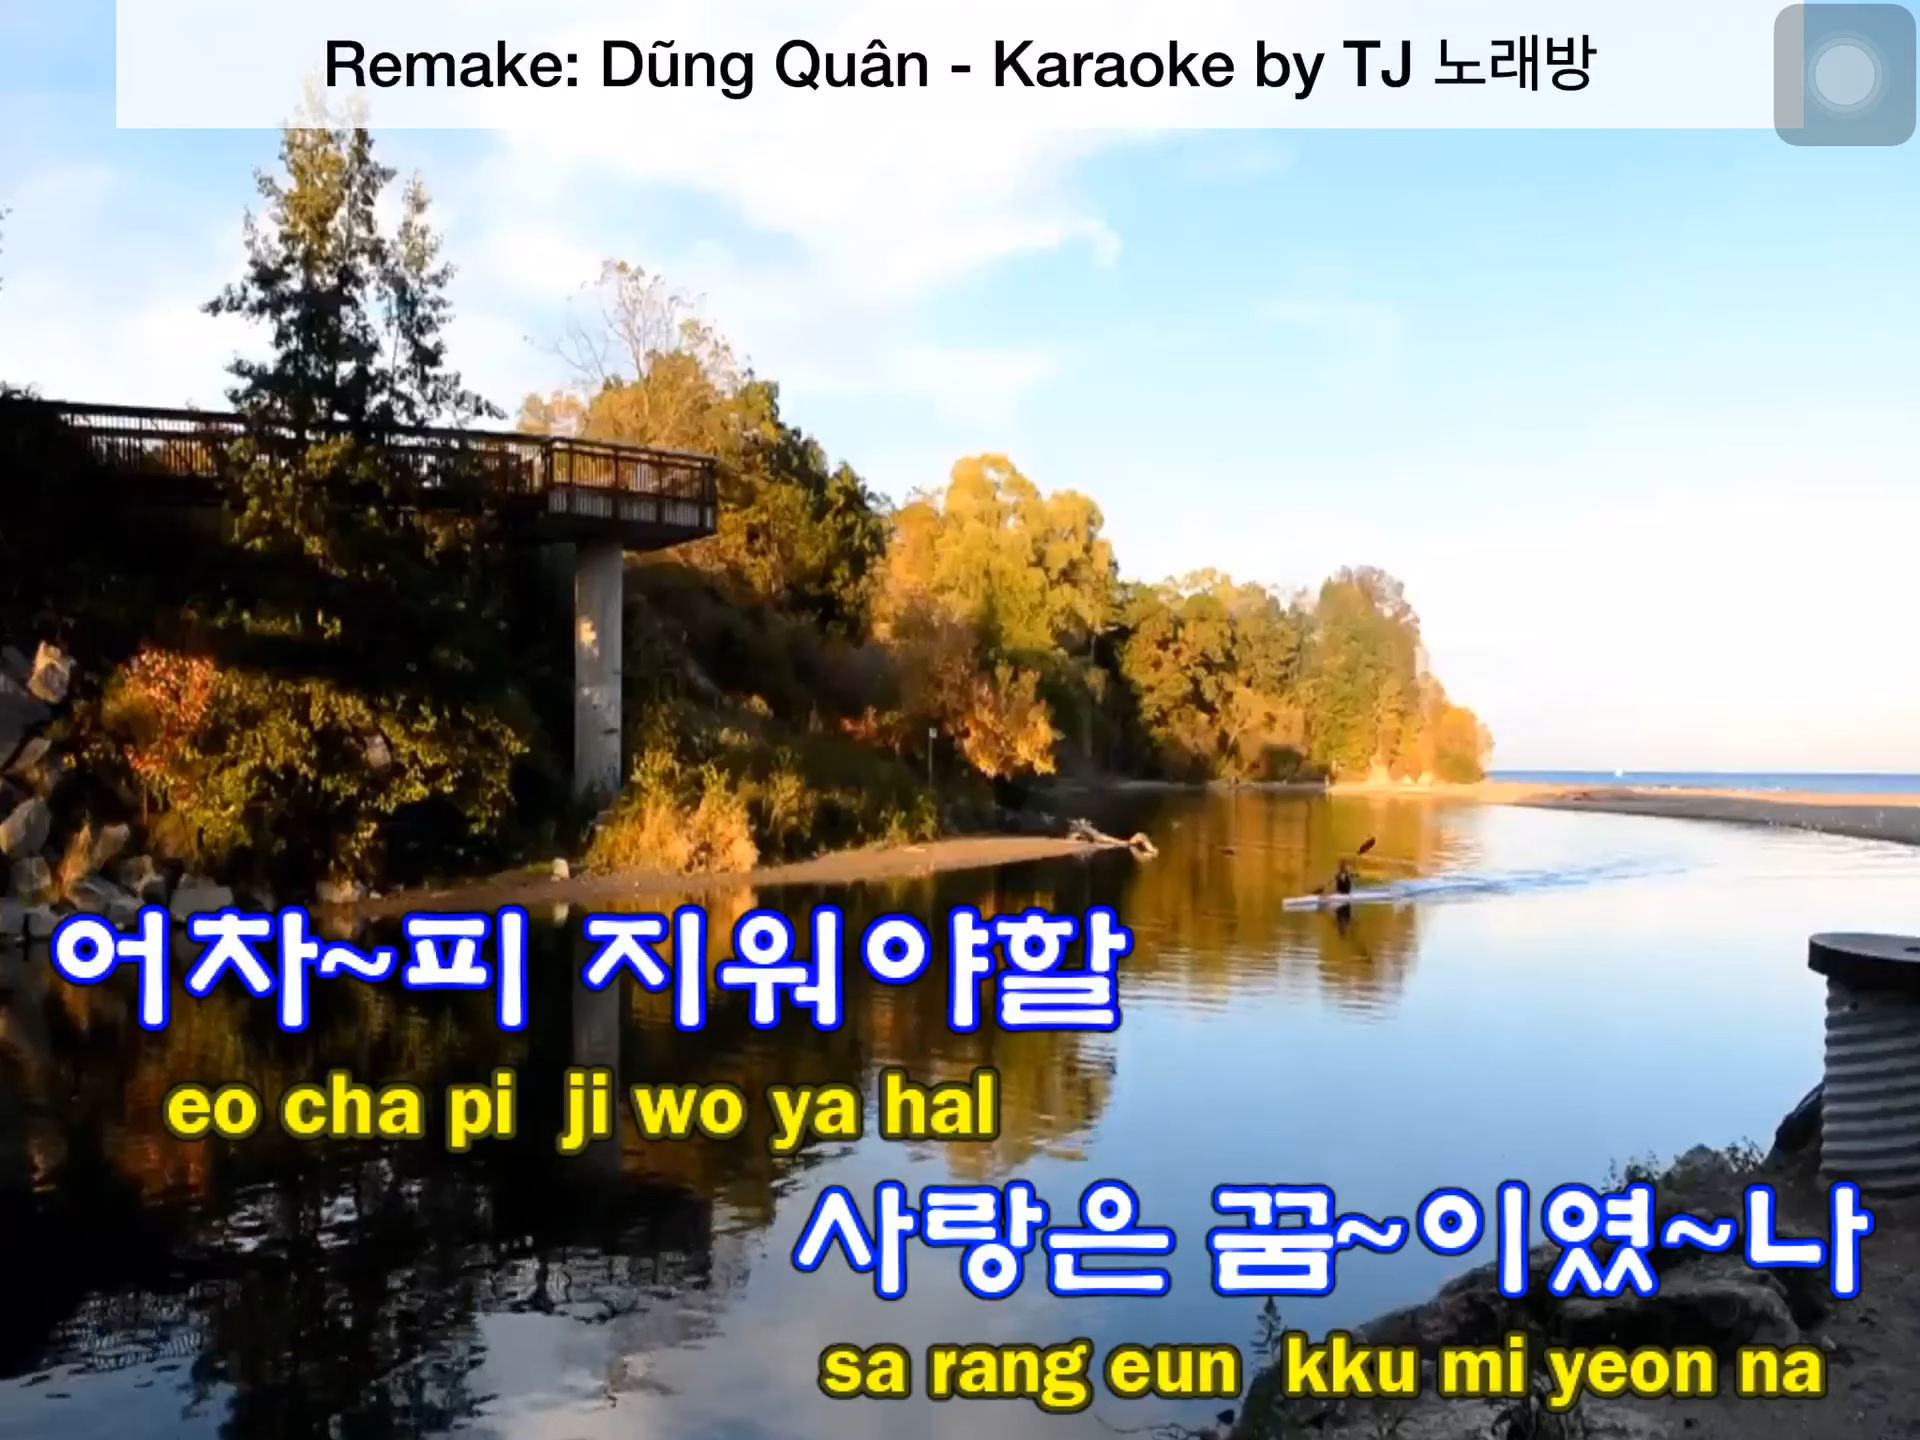 Remake: Dũng Quân - Karaoke by TJ 노래방
어차~피 지워야할
eo cha pi ji wo ya hal
사랑은 꿈~이였~나
sa rang eun kku mi yeon na